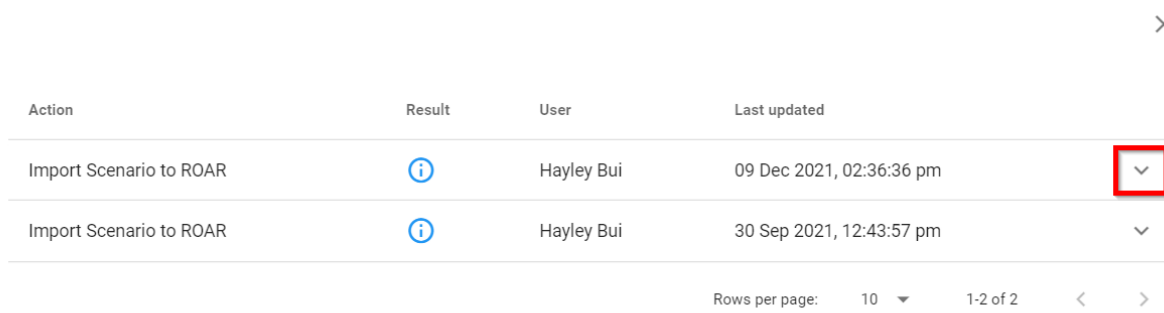 Action Result User Last updated
Import Scenario to ROAR Hayley Bui 09 Dec 2021, 02:36:36 pm
Import Scenario to ROAR Hayley Bui 30 Sep 2021, 12:43:57 pm
Rows per page: 10 1-2 of 2